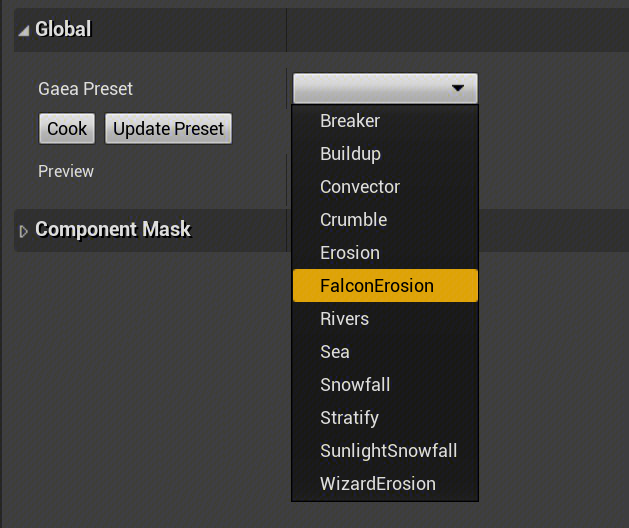 Global
Gaea Preset
Cook Update Preset
Preview
Component Mask
Breaker
Buildup
Convector
Crumble
Erosion
FalconErosion
Rivers
Sea
Snowfall
Stratify
SunlightSnowfall
WizardErosion